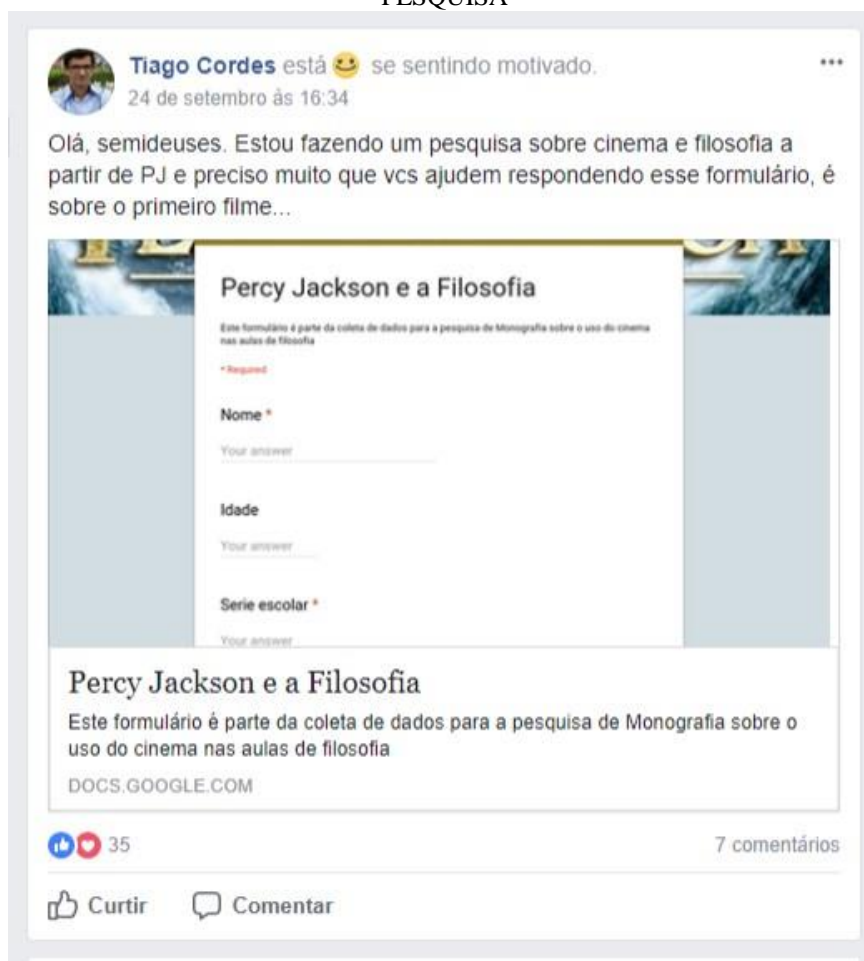 PESQUISA
Tiago Cordes está se sentindo motivado.
24 de setembro às 16:34
Olá, semideuses. Estou fazendo um pesquisa sobre cinema e filosofia a
partir de PJ e preciso muito que vcs ajudem respondendo esse formulário, é
sobre o primeiro filme...
Percy Jackson e a Filosofia
Este formulário é parte da coleta de dados para a pesquisa de Monografia sobre o uso do cinema
nas aulas de filosofia
* Required
Nome *
Your answer
Idade
Your answer
Serie escolar *
Your answer
Percy Jackson e a Filosofia
Este formulário é parte da coleta de dados para a pesquisa de Monografia sobre o
uso do cinema nas aulas de filosofia
DOCS.GOOGLE.COM
35
7 comentários
Curtir
Comentar